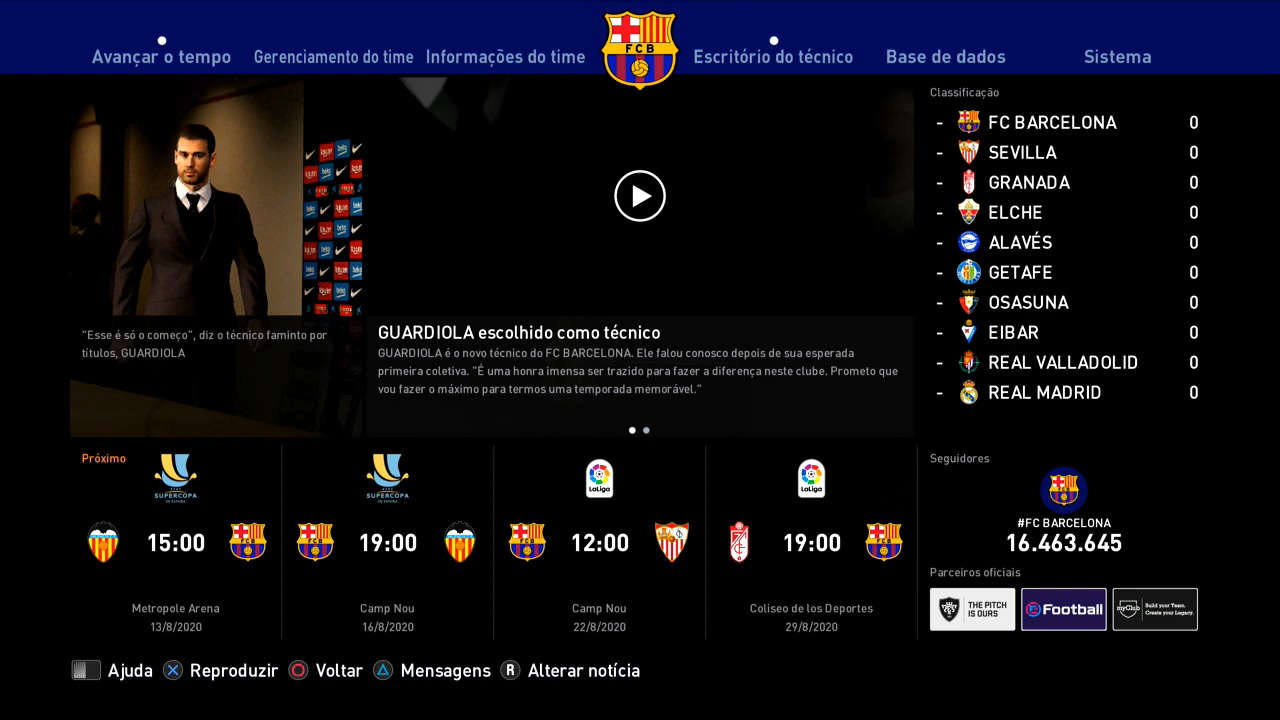 Avançar o tempo
Gerenciamento do time
Informações do time
FCB
Escritório do técnico
Base de dados
Sistema
"Esse é só o começo", diz o técnico faminto por
títulos, GUARDIOLA
GUARDIOLA escolhido como técnico
GUARDIOLA é o novo técnico do FC BARCELONA. Ele falou conosco depois de sua esperada
primeira coletiva. "É uma honra imensa ser trazido para fazer a diferença neste clube. Prometo que
vou fazer o máximo para termos uma temporada memorável."
Classificação
- FC BARCELONA 0
- SEVILLA 0
- GRANADA 0
- ELCHE 0
- ALAVÉS 0
- GETAFE 0
- OSASUNA 0
- EIBAR 0
- REAL VALLADOLID 0
- REAL MADRID 0
Próximo
SUPERCOPA
DE ESPAÑA
15:00
Metropole Arena
13/8/2020
SUPERCOPA
DE ESPAÑA
19:00
Camp Nou
16/8/2020
LaLiga
12:00
Camp Nou
22/8/2020
LaLiga
19:00
Coliseo de los Deportes
29/8/2020
Seguidores
#FC BARCELONA
16.463.645
Parceiros oficiais
THE PITCH
IS OURS
eFootball
myClub
Build your Team.
Create your Legacy.
Ajuda
Reproduzir
Voltar
Mensagens
R Alterar notícia